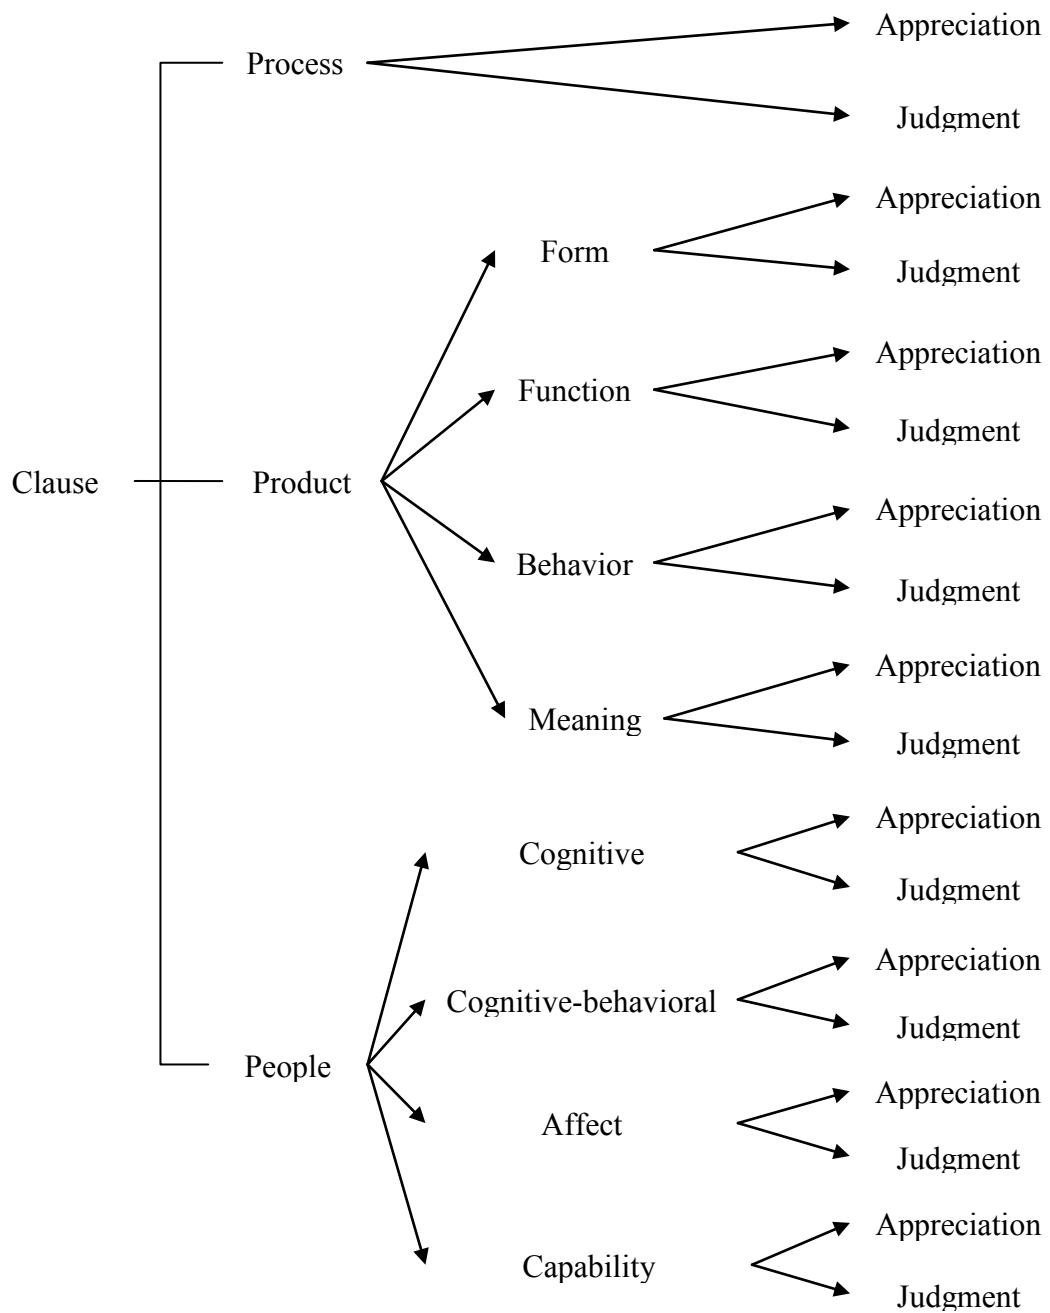 Appreciation
Process
Judgment
Appreciation
Form
Judgment
Appreciation
Function
Judgment
Clause
Product
Appreciation
Behavior
Judgment
Appreciation
Meaning
Judgment
Appreciation
Cognitive
Judgment
Appreciation
Cognitive-behavioral
Judgment
People
Appreciation
Affect
Judgment
Appreciation
Capability
Judgment